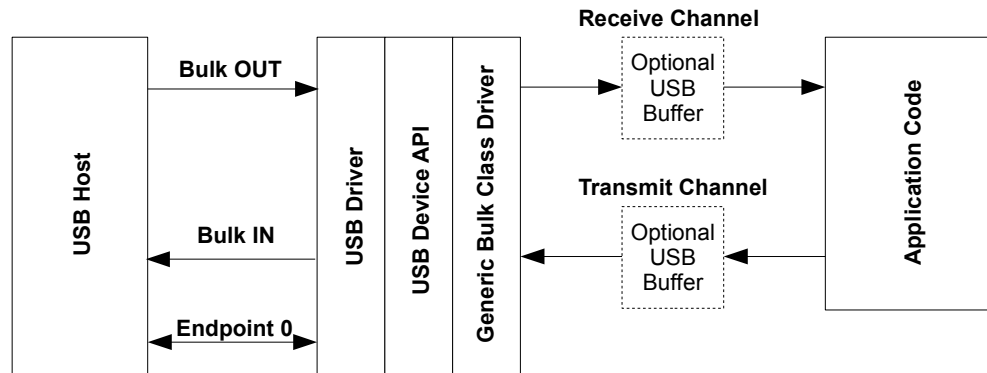 USB Host
Bulk OUT
Bulk IN
Endpoint 0
USB Driver
USB Device API
Generic Bulk Class Driver
Receive Channel
Optional
USB
Buffer
Transmit Channel
Optional
USB
Buffer
Application Code